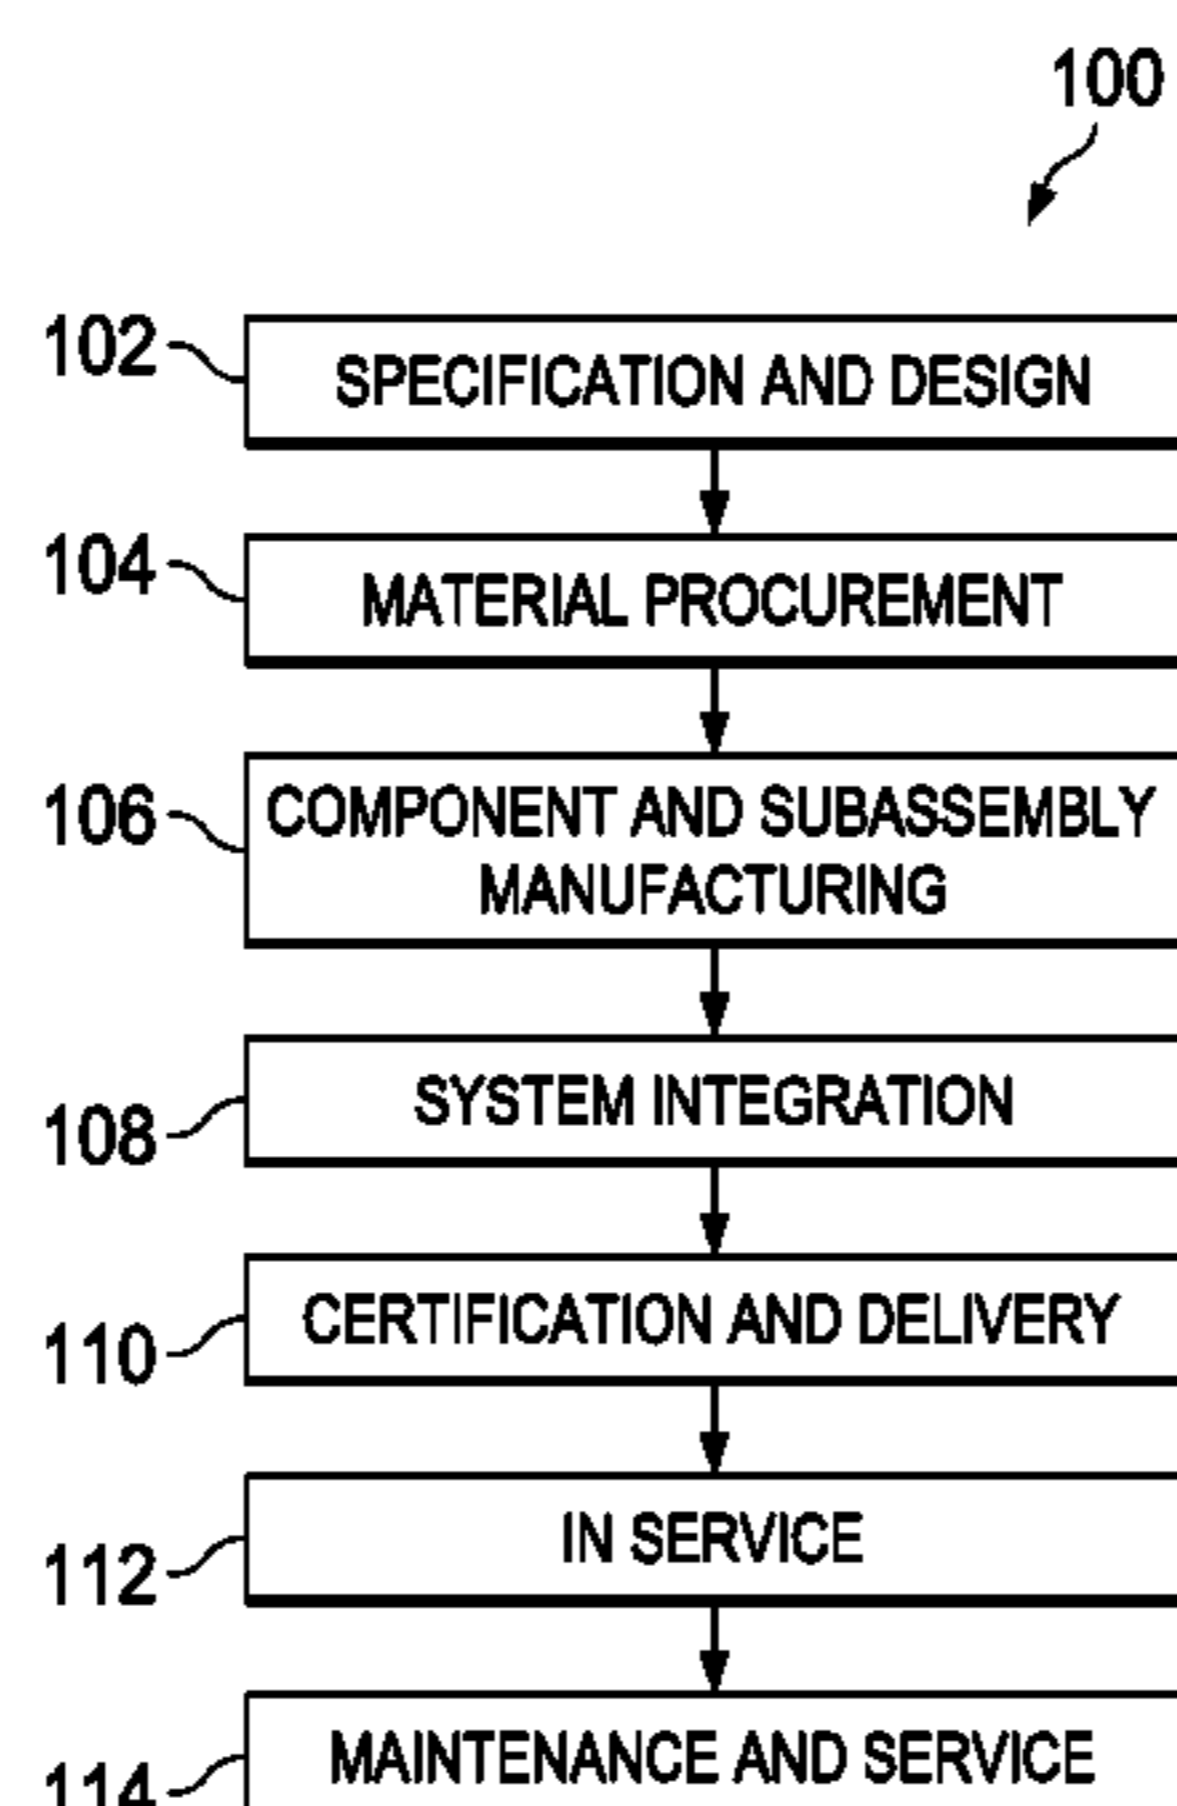 100
102 SPECIFICATION AND DESIGN
104 MATERIAL PROCUREMENT
106 COMPONENT AND SUBASSEMBLY
MANUFACTURING
108 SYSTEM INTEGRATION
110 CERTIFICATION AND DELIVERY
112 IN SERVICE
114 MAINTENANCE AND SERVICE